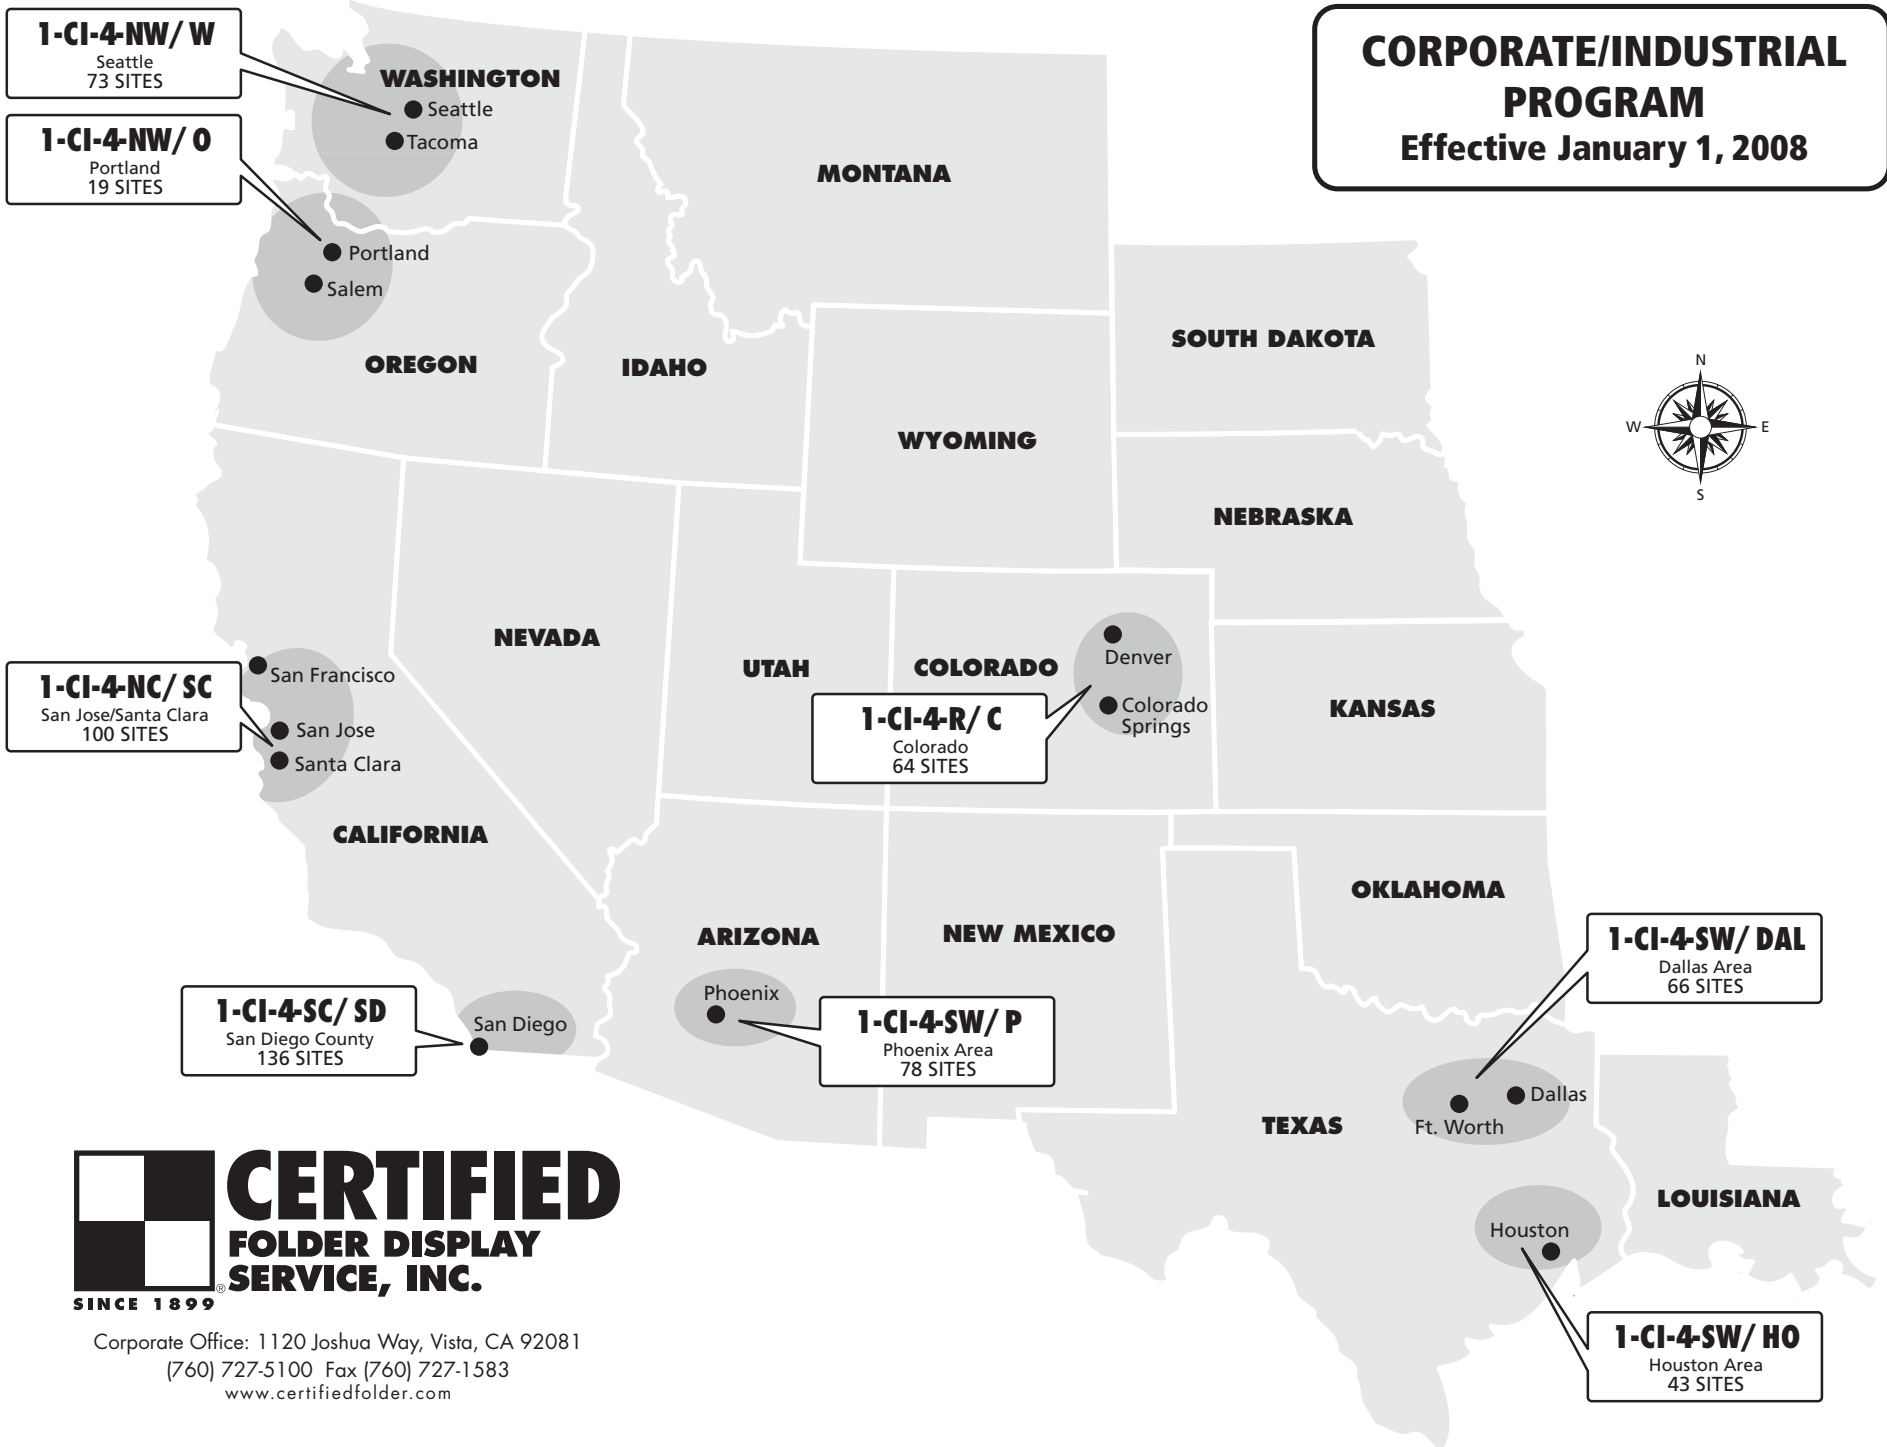 1-CI-4-NW/ W
Seattle
73 SITES
1-CI-4-NW/ O
Portland
19 SITES
CORPORATE/INDUSTRIAL
PROGRAM
Effective January 1, 2008
WASHINGTON
Seattle
Tacoma
MONTANA
Portland
Salem
OREGON
IDAHO
SOUTH DAKOTA
WYOMING
NEBRASKA
N
W
E
S
NEVADA
UTAH
COLORADO
Denver
Colorado
Springs
KANSAS
1-CI-4-R/ C
Colorado
64 SITES
San Francisco
San Jose
Santa Clara
1-CI-4-NC/ SC
San Jose/Santa Clara
100 SITES
CALIFORNIA
OKLAHOMA
ARIZONA
NEW MEXICO
1-CI-4-SW/ DAL
Dallas Area
66 SITES
1-CI-4-SC/ SD
San Diego County
136 SITES
San Diego
Phoenix
1-CI-4-SW/ P
Phoenix Area
78 SITES
Dallas
Ft. Worth
TEXAS
LOUISIANA
Houston
1-CI-4-SW/ HO
Houston Area
43 SITES
CERTIFIED
FOLDER DISPLAY
SERVICE, INC.
®
SINCE 1899
Corporate Office: 1120 Joshua Way, Vista, CA 92081
(760) 727-5100 Fax (760) 727-1583
www.certifiedfolder.com